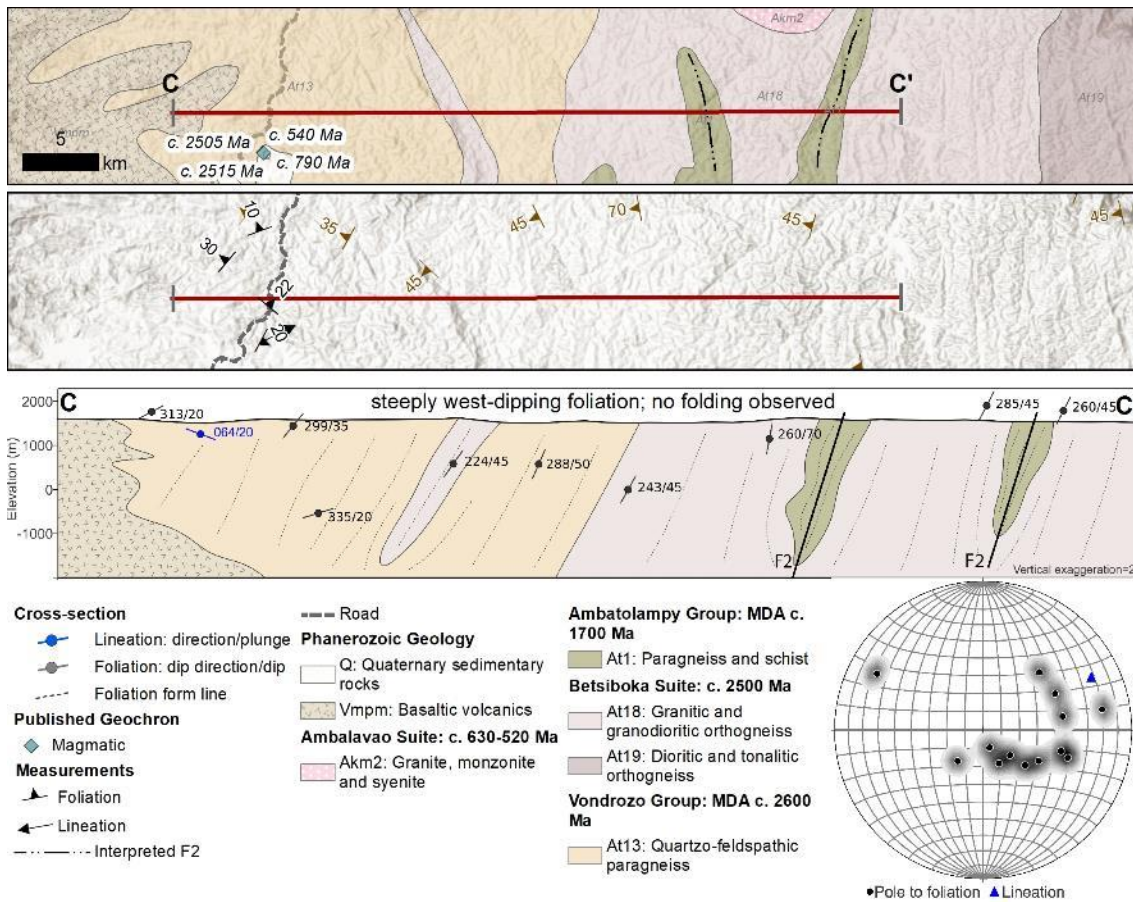 Akm2
At13
C
C'
At18
At19
Vmpm
c. 2505 Ma
c. 540 Ma
c. 2515 Ma
c. 790 Ma
5
km
10
35
45
70
45
45
30
45
22
20
2000
C
steeply west-dipping foliation; no folding observed
285/45
260/45
C
313/20
064/20
299/35
1000
224/45
288/50
260/70
243/45
0
335/20
-1000
F2
F2
Elevation (m)
Vertical exaggeration=2
Cross-section
Lineation: direction/plunge
Foliation: dip direction/dip
Foliation form line
Published Geochron
Magmatic
Measurements
Foliation
Lineation
Interpreted F2
Road
Phanerozoic Geology
Q: Quaternary sedimentary
rocks
Vmpm: Basaltic volcanics
Ambalavao Suite: c. 630-520 Ma
Akm2: Granite, monzonite
and syenite
Ambatolampy Group: MDA c.
1700 Ma
At1: Paragneiss and schist
Betsiboka Suite: c. 2500 Ma
At18: Granitic and
granodioritic orthogneiss
At19: Dioritic and tonalitic
orthogneiss
Vondrozo Group: MDA c. 2600
Ma
At13: Quartzo-feldspathic
paragneiss
Pole to foliation
Lineation